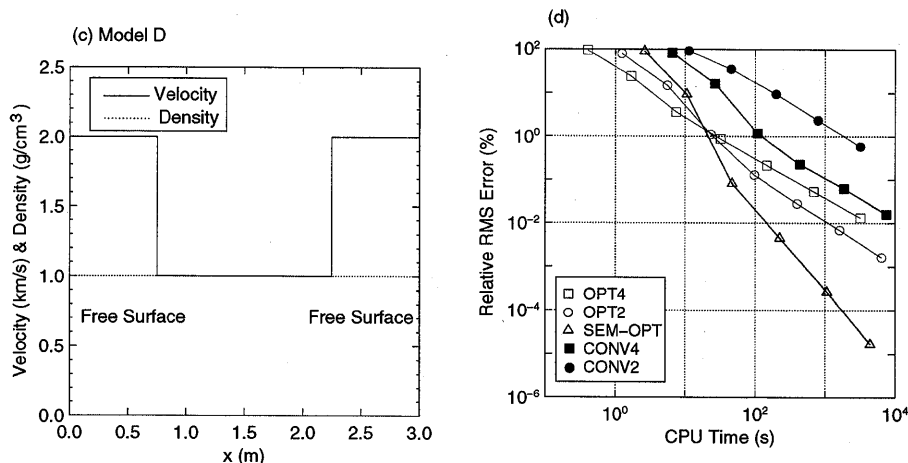 (c) Model D
Velocity (km/s) & Density (g/cm³)
2.5
2.0
1.5
1.0
0.5
0.0
Velocity
Density
Free Surface
Free Surface
0.0 0.5 1.0 1.5 2.0 2.5 3.0
x (m)
(d)
Relative RMS Error (%)
10²
10⁰
10⁻²
10⁻⁴
10⁻⁶
OPT4
OPT2
SEM–OPT
CONV4
CONV2
10⁰ 10² 10⁴
CPU Time (s)